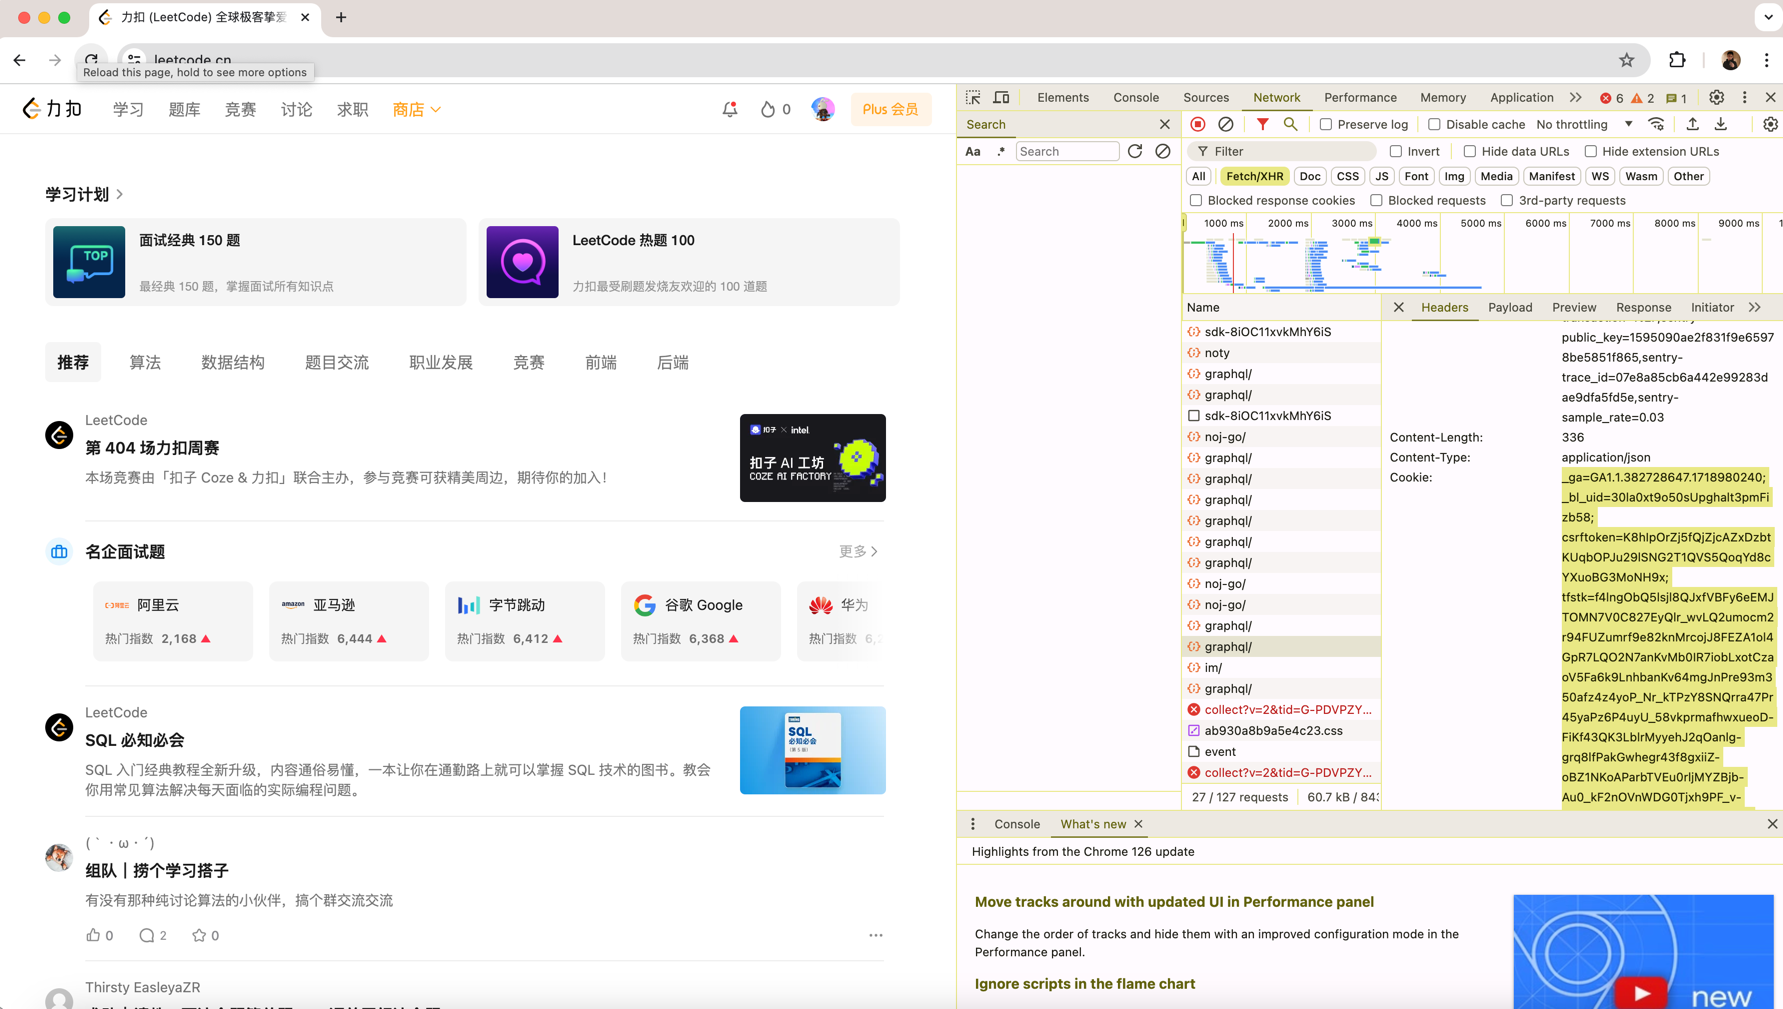 力扣 (LeetCode) 全球极客挚爱
leetcode.cn
Reload this page, hold to see more options
力扣
学习
题库
竞赛
讨论
求职
商店
0
Plus 会员
学习计划
TOP
面试经典 150 题
最经典 150 题，掌握面试所有知识点
LeetCode 热题 100
力扣最受刷题发烧友欢迎的 100 道题
推荐
算法
数据结构
题目交流
职业发展
竞赛
前端
后端
LeetCode
第 404 场力扣周赛
本场竞赛由「扣子 Coze & 力扣」联合主办，参与竞赛可获精美周边，期待你的加入！
扣子 × intel
扣子 AI 工坊
COZE AI FACTORY
名企面试题
更多
阿里云
热门指数 2,168
amazon 亚马逊
热门指数 6,444
字节跳动
热门指数 6,412
谷歌 Google
热门指数 6,368
华为
热门指数
LeetCode
SQL 必知必会
SQL 入门经典教程全新升级，内容通俗易懂，一本让你在通勤路上就可以掌握 SQL 技术的图书。教会
你用常见算法解决每天面临的实际编程问题。
SQL
必知必会
(｀・ω・´)
组队｜捞个学习搭子
有没有那种纯讨论算法的小伙伴，搞个群交流交流
0
2
0
Thirsty EasleyaZR
Elements
Console
Sources
Network
Performance
Memory
Application
6
2
1
Search
Preserve log
Disable cache
No throttling
Aa
.*
Search
Filter
Invert
Hide data URLs
Hide extension URLs
All
Fetch/XHR
Doc
CSS
JS
Font
Img
Media
Manifest
WS
Wasm
Other
Blocked response cookies
Blocked requests
3rd-party requests
1000 ms
2000 ms
3000 ms
4000 ms
5000 ms
6000 ms
7000 ms
8000 ms
9000 ms
Name
sdk-8iOC11xvkMhY6iS
noty
graphql/
graphql/
sdk-8iOC11xvkMhY6iS
noj-go/
graphql/
graphql/
graphql/
graphql/
graphql/
graphql/
noj-go/
noj-go/
graphql/
graphql/
im/
graphql/
collect?v=2&tid=G-PDVPZY...
ab930a8b9a5e4c23.css
event
collect?v=2&tid=G-PDVPZY...
27 / 127 requests
60.7 kB / 843
Headers
Payload
Preview
Response
Initiator
public_key=1595090ae2f831f9e6597
8be5851f865,sentry-
trace_id=07e8a85cb6a442e99283d
ae9dfa5fd5e,sentry-
sample_rate=0.03
Content-Length:
336
Content-Type:
application/json
Cookie:
_ga=GA1.1.382728647.1718980240;
_bl_uid=30la0xt9o50sUpghalt3pmFi
zb58;
csrftoken=K8hIpOrZj5fQjZjcAZxDzbt
KUqbOPJu29ISNG2T1QVS5QoqYd8c
YXuoBG3MoNH9x;
tfstk=f4lngObQ5Isjl8QJxfVBFy6eEMJ
TOMN7V0C827EyQlr_wvLQ2umocm2
r94FUZumrf9e82knMrcojJ8FEZA1ol4
GpR7LQO2N7anKvMb0IR7iobLxotCza
oV5Fa6k9LnhbanKv64mgJnPre93m3
50afz4z4yoP_Nr_kTPzY8SNQrra47Pr
45yaPz6P4uyU_58vkprmafhwxueoD-
FiKf43QK3LbIrMyyehJ2qOanIg-
grq8lfPakGwhegr43f8gxiiZ-
oBZ1NKoAParbTVEu0rljMYZBjb-
Au0_kF2nOVnWDG0Tjxh9PF_v-
Console
What's new
Highlights from the Chrome 126 update
Move tracks around with updated UI in Performance panel
Change the order of tracks and hide them with an improved configuration mode in the
Performance panel.
Ignore scripts in the flame chart
new